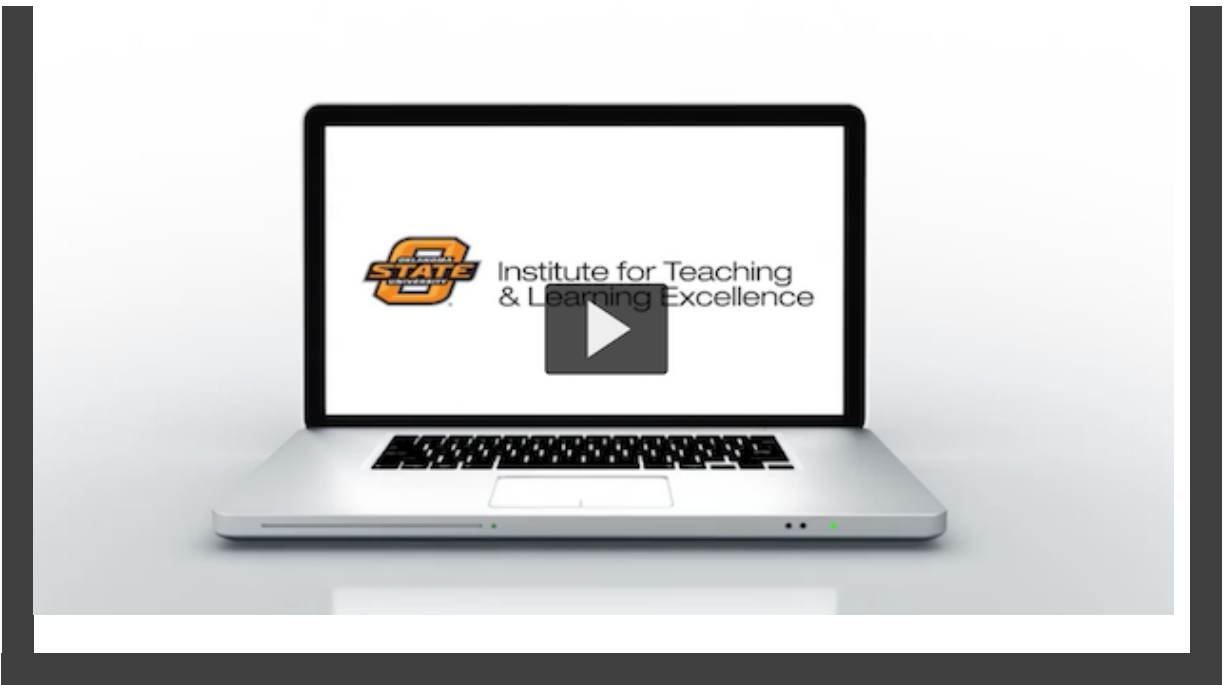 OKLAHOMA
STATE
UNIVERSITY
Institute for Teaching
& Learning Excellence